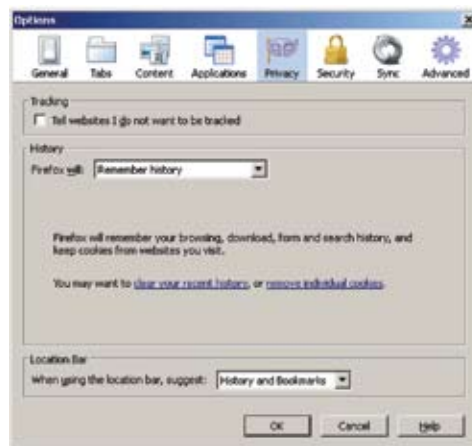 Options
General Tabs Content Applications Privacy Security Sync Advanced
Tracking
Tell websites I do not want to be tracked
History
Firefox will: Remember history
Firefox will remember your browsing, download, form and search history, and
keep cookies from websites you visit.
You may want to clear your recent history, or remove individual cookies.
Location Bar
When using the location bar, suggest: History and Bookmarks
OK Cancel Help